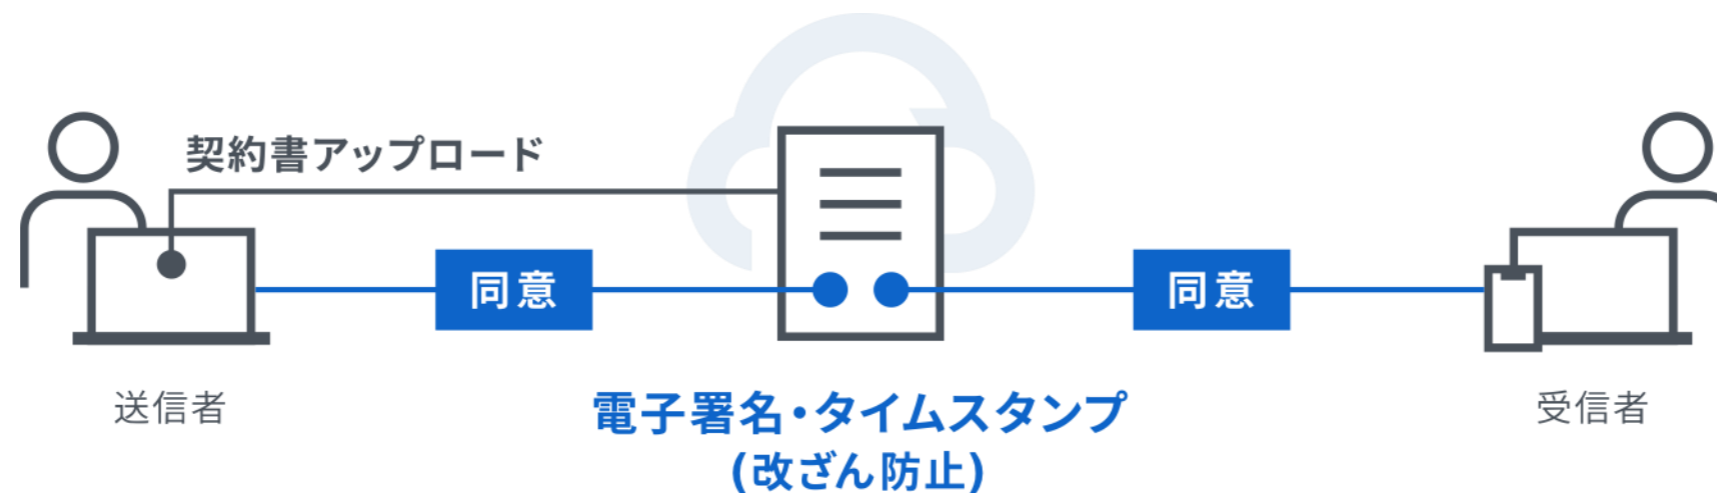 契約書アップロード
同意
同意
送信者
電子署名・タイムスタンプ
(改ざん防止)
受信者